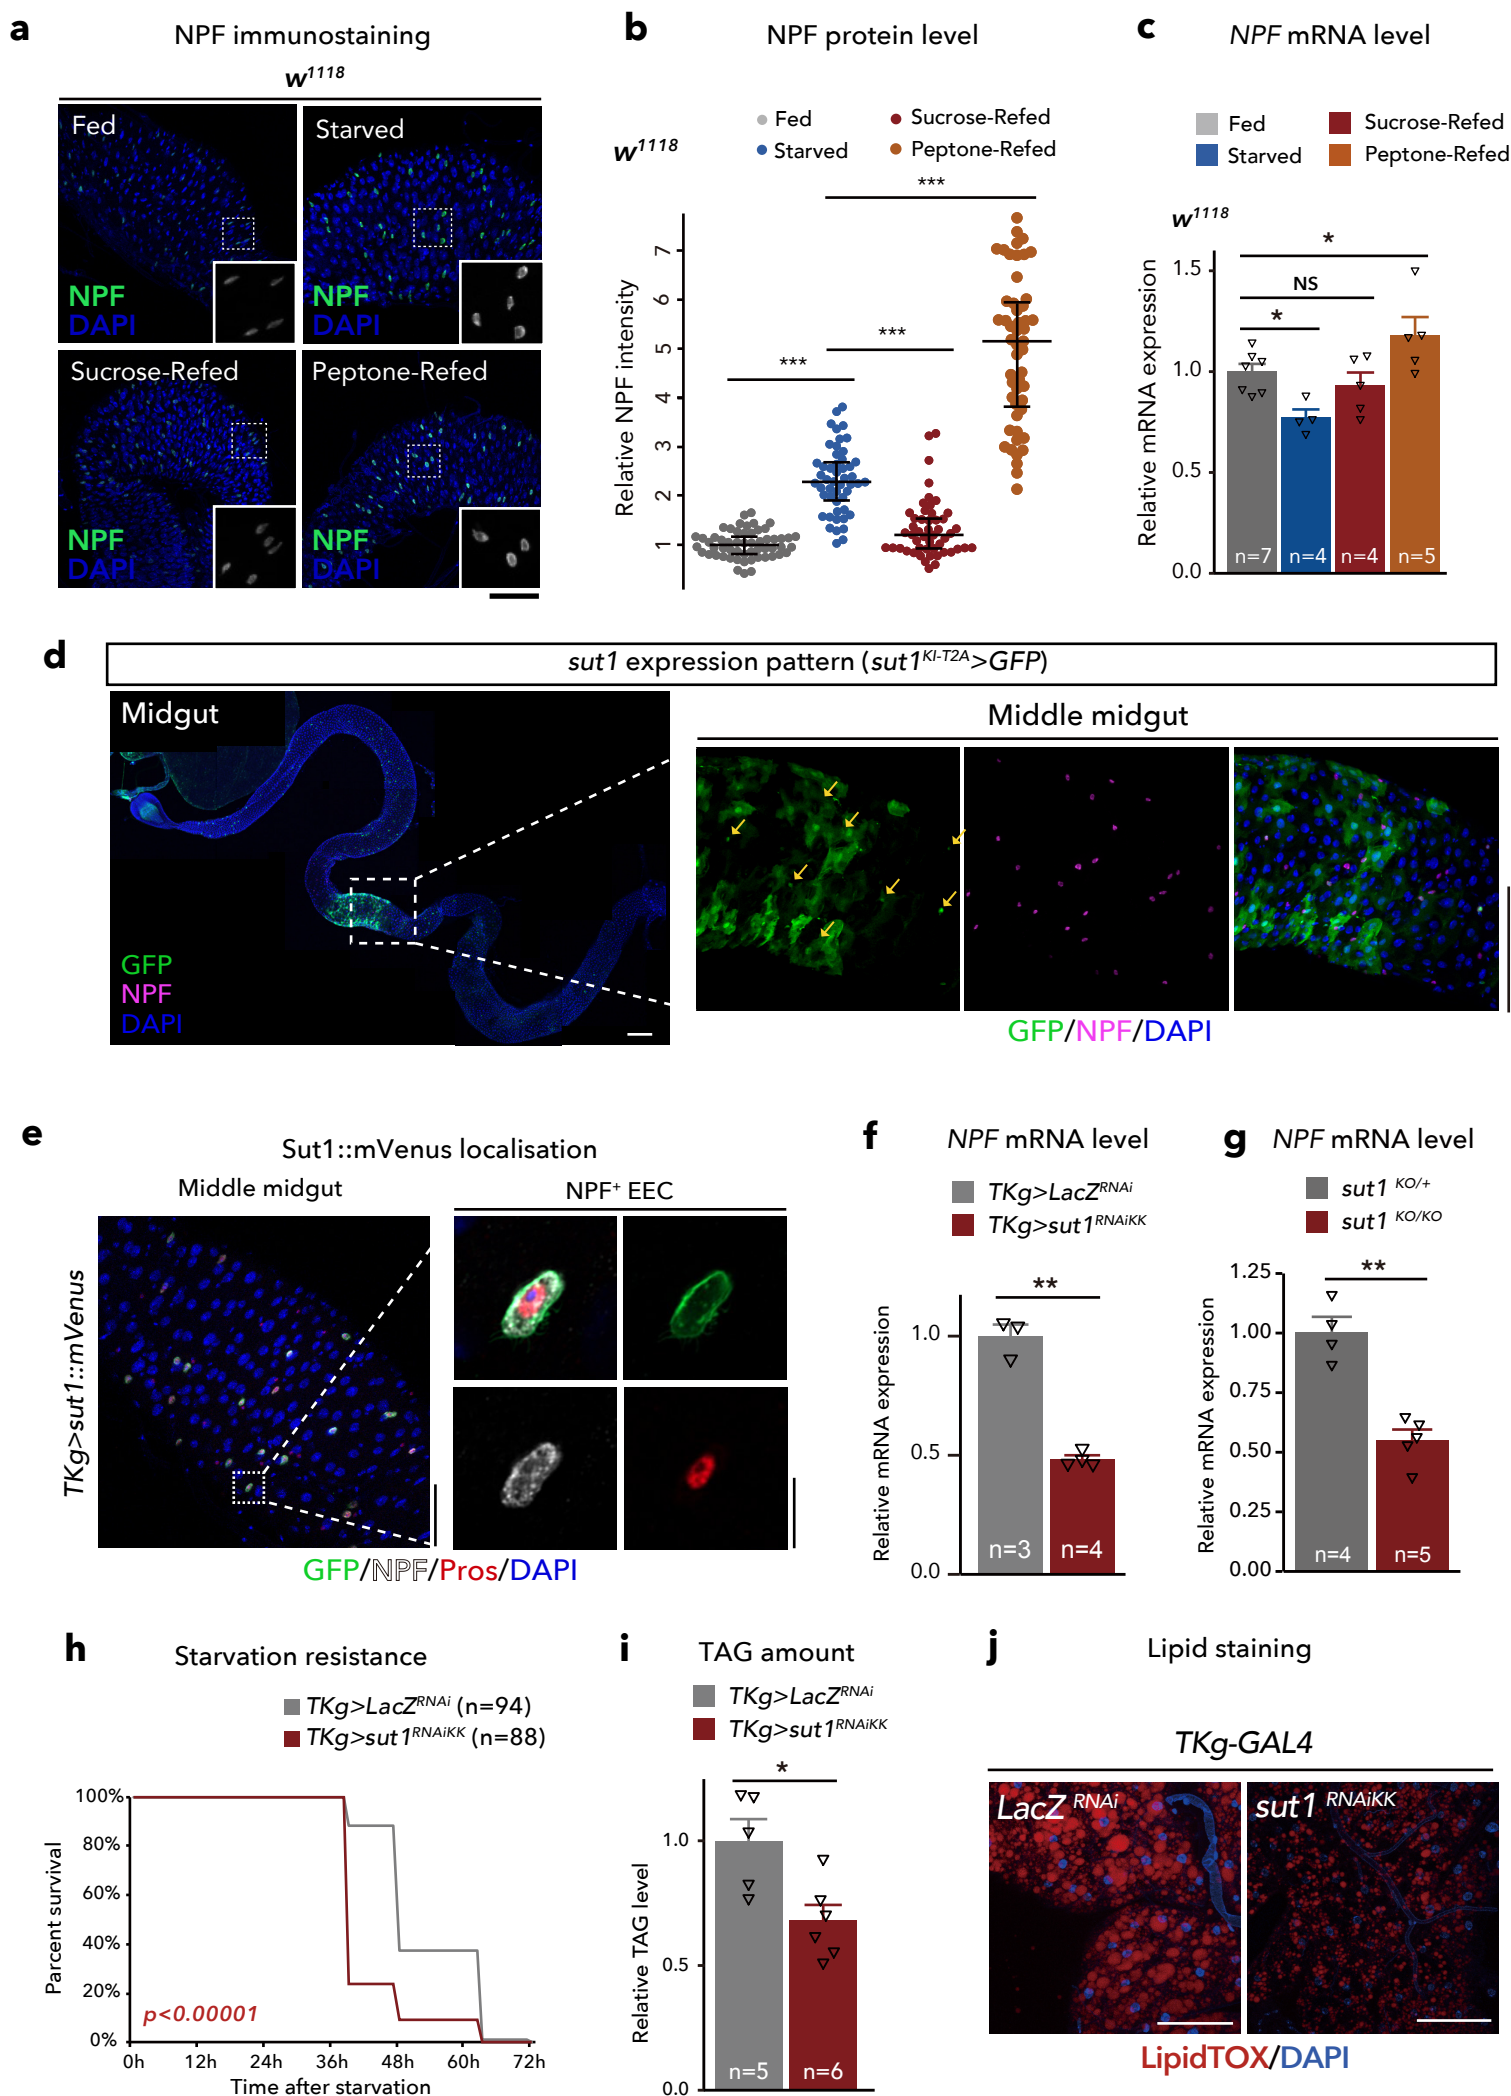 a
NPF immunostaining
w1118
Fed
NPF
DAPI
Starved
NPF
DAPI
Sucrose-Refed
NPF
DAPI
Peptone-Refed
NPF
DAPI
b
NPF protein level
w1118
Fed
Sucrose-Refed
Starved
Peptone-Refed
Relative NPF intensity
7
6
5
4
3
2
1
***
***
***
c
NPF mRNA level
Fed
Sucrose-Refed
Starved
Peptone-Refed
w1118
Relative mRNA expression
1.5
1.0
0.5
0.0
*
NS
*
n=7
n=4
n=4
n=5
d
sut1 expression pattern (sut1KI-T2A>GFP)
Midgut
GFP
NPF
DAPI
Middle midgut
GFP/NPF/DAPI
e
Sut1::mVenus localisation
Middle midgut
NPF+ EEC
TKg>sut1::mVenus
GFP/NPF/Pros/DAPI
f
NPF mRNA level
TKg>LacZRNAi
TKg>sut1RNAiKK
Relative mRNA expression
**
1.0
0.5
0.0
n=3
n=4
g
NPF mRNA level
sut1 KO/+
sut1 KO/KO
Relative mRNA expression
**
1.25
1.00
0.75
0.50
0.25
0.00
n=4
n=5
h
Starvation resistance
TKg>LacZRNAi (n=94)
TKg>sut1RNAiKK (n=88)
Parcent survival
100%
80%
60%
40%
20%
0%
p<0.00001
0h
12h
24h
36h
48h
60h
72h
Time after starvation
i
TAG amount
TKg>LacZRNAi
TKg>sut1RNAiKK
Relative TAG level
*
1.0
0.5
0.0
n=5
n=6
j
Lipid staining
TKg-GAL4
LacZ RNAi
sut1 RNAiKK
LipidTOX/DAPI